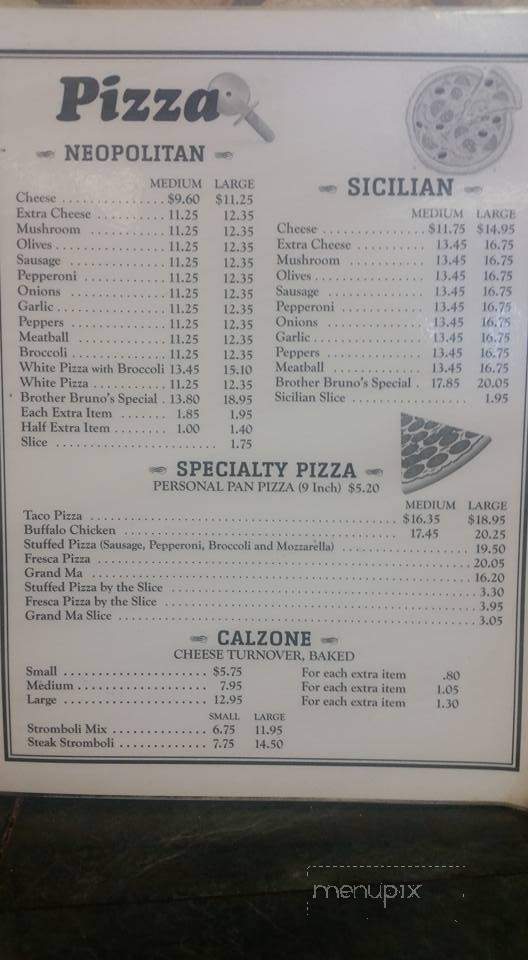 Pizza
NEOPOLITAN
MEDIUM LARGE
Cheese $9.60 $11.25
Extra Cheese 11.25 12.35
Mushroom 11.25 12.35
Olives 11.25 12.35
Sausage 11.25 12.35
Pepperoni 11.25 12.35
Onions 11.25 12.35
Garlic 11.25 12.35
Peppers 11.25 12.35
Meatball 11.25 12.35
Broccoli 11.25 12.35
White Pizza with Broccoli 13.45 15.10
White Pizza 11.25 12.35
Brother Bruno's Special 13.80 18.95
Each Extra Item 1.85 1.95
Half Extra Item 1.00 1.40
Slice 1.75
SICILIAN
MEDIUM LARGE
Cheese $11.75 $14.95
Extra Cheese 13.45 16.75
Mushroom 13.45 16.75
Olives 13.45 16.75
Sausage 13.45 16.75
Pepperoni 13.45 16.75
Onions 13.45 16.75
Garlic 13.45 16.75
Peppers 13.45 16.75
Meatball 13.45 16.75
Brother Bruno's Special 17.85 20.05
Sicilian Slice 1.95
SPECIALTY PIZZA
PERSONAL PAN PIZZA (9 Inch) $5.20
MEDIUM LARGE
Taco Pizza $16.35 $18.95
Buffalo Chicken 17.45 20.25
Stuffed Pizza (Sausage, Pepperoni, Broccoli and Mozzarella) 19.50
Fresca Pizza 20.05
Grand Ma 16.20
Stuffed Pizza by the Slice 3.30
Fresca Pizza by the Slice 3.95
Grand Ma Slice 3.05
CALZONE
CHEESE TURNOVER, BAKED
Small $5.75 For each extra item .80
Medium 7.95 For each extra item 1.05
Large 12.95 For each extra item 1.30
SMALL LARGE
Stromboli Mix 6.75 11.95
Steak Stromboli 7.75 14.50
menupix